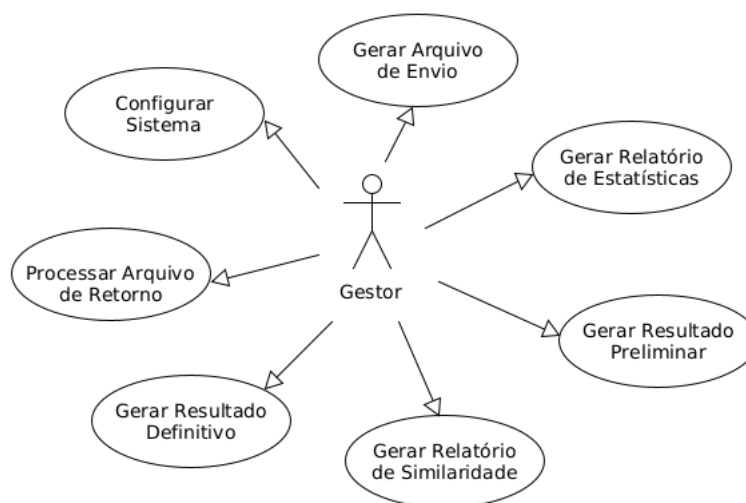 Gerar Arquivo
de Envio
Configurar
Sistema
Gerar Relatório
de Estatísticas
Processar Arquivo
de Retorno
Gestor
Gerar Resultado
Preliminar
Gerar Resultado
Definitivo
Gerar Relatório
de Similaridade